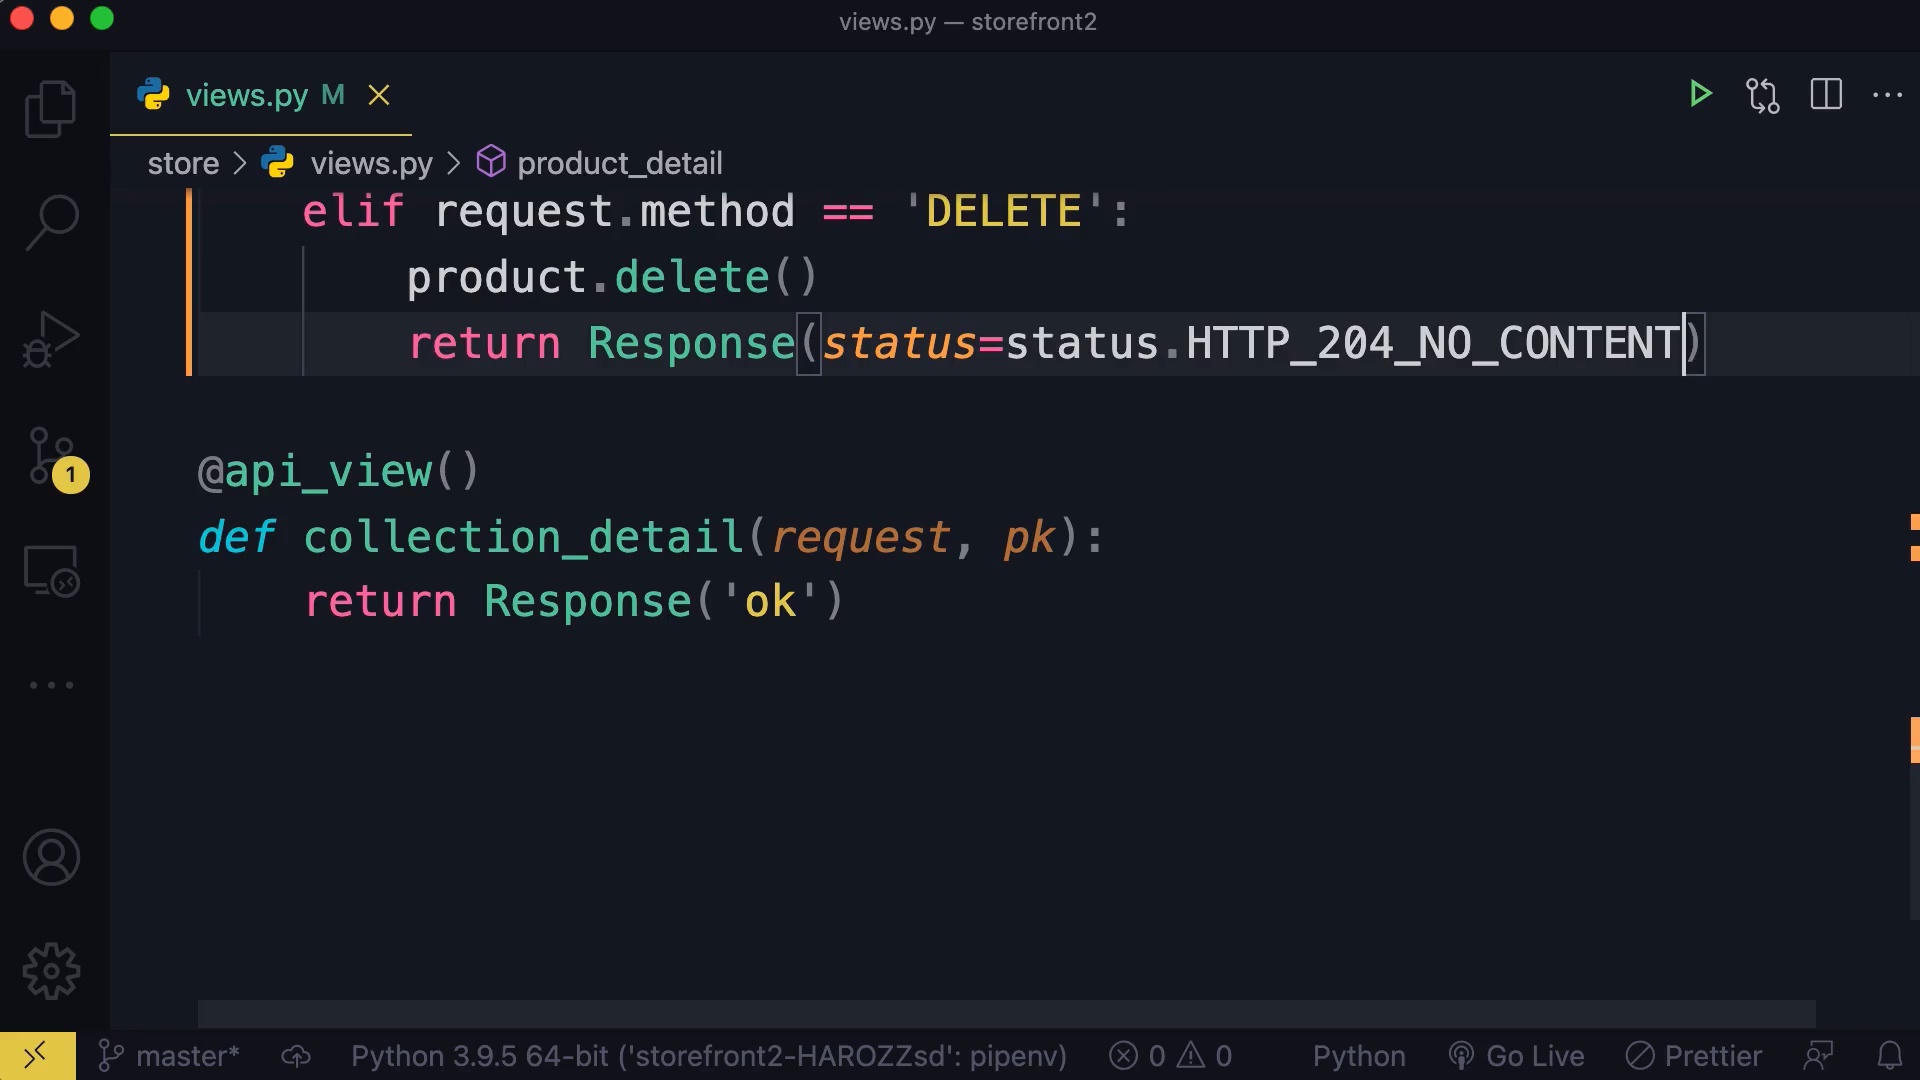 views.py — storefront2
views.py M
store > views.py > product_detail
elif request.method == 'DELETE':
product.delete()
return Response(status=status.HTTP_204_NO_CONTENT)
@api_view()
def collection_detail(request, pk):
return Response('ok')
1
master* Python 3.9.5 64-bit ('storefront2-HAROZZsd': pipenv) 0 0 Python Go Live Prettier